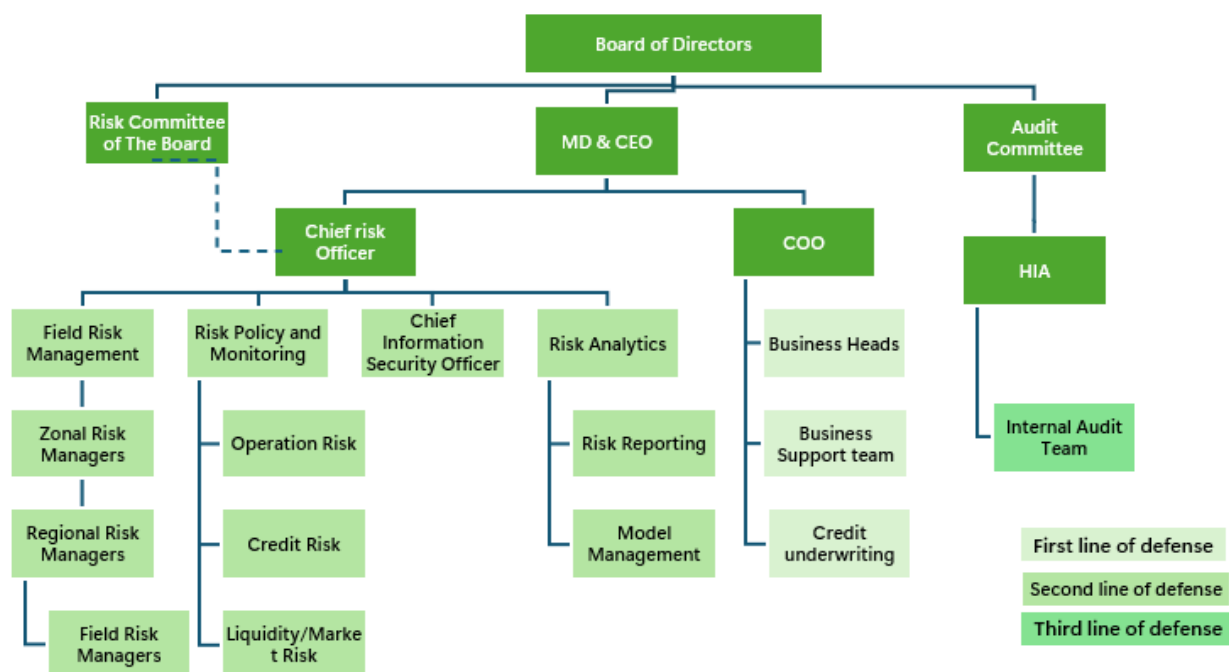 Board of Directors
Risk Committee
of The Board
MD & CEO
Audit
Committee
Chief risk
Officer
COO
HIA
Field Risk
Management
Risk Policy and
Monitoring
Chief
Information
Security Officer
Risk Analytics
Business Heads
Zonal Risk
Managers
Operation Risk
Risk Reporting
Business
Support team
Internal Audit
Team
Regional Risk
Managers
Credit Risk
Model
Management
Credit
underwriting
First line of defense
Second line of defense
Third line of defense
Field Risk
Managers
Liquidity/Marke
t Risk